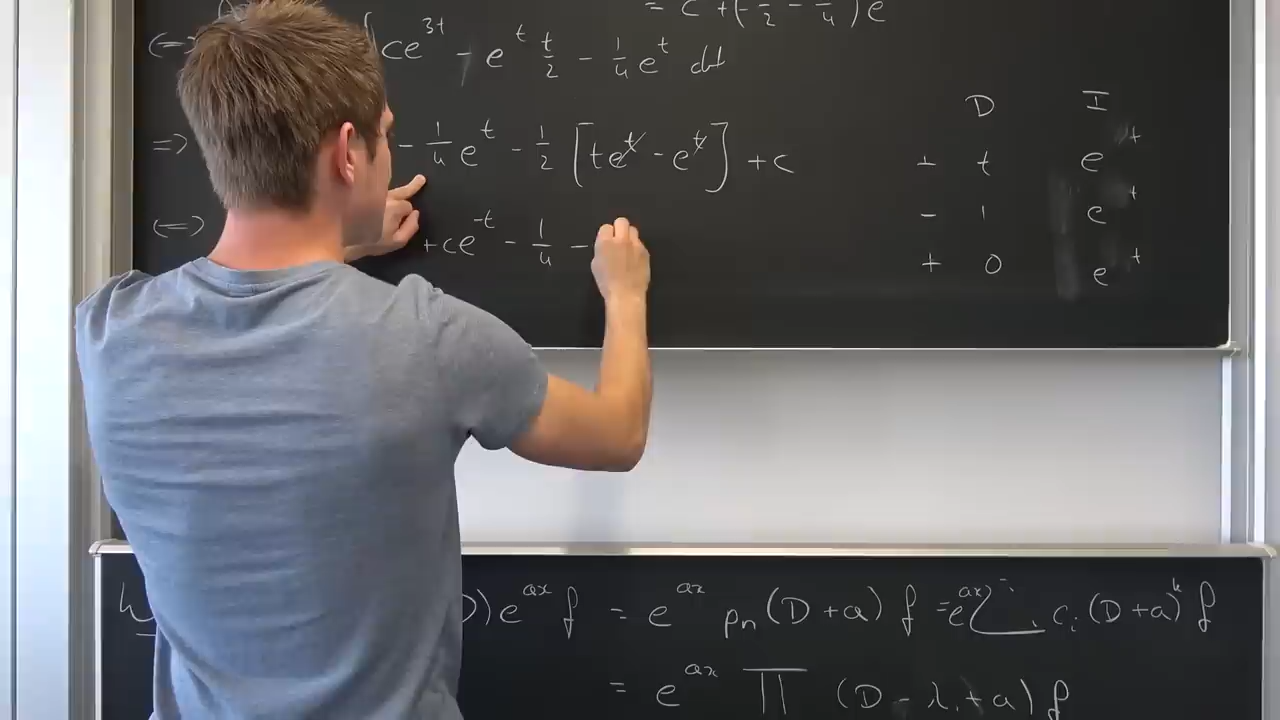 = c + (- t/2 - 1/4) e
(<=> ∫ ce^{3t} - e^t t/2 - 1/4 e^t dt
=> - 1/4 e^t - 1/2 [te^t - e^t] + c
<=> + ce^{-t} - 1/4 -
D I
+ t e^t
- 1 e^t
+ 0 e^t
) e^{ax} f = e^{ax} pn (D + a) f = e^{ax} ∑ c_i (D + a)^k f
= e^{ax} ∏ (D - λ_i + a) f